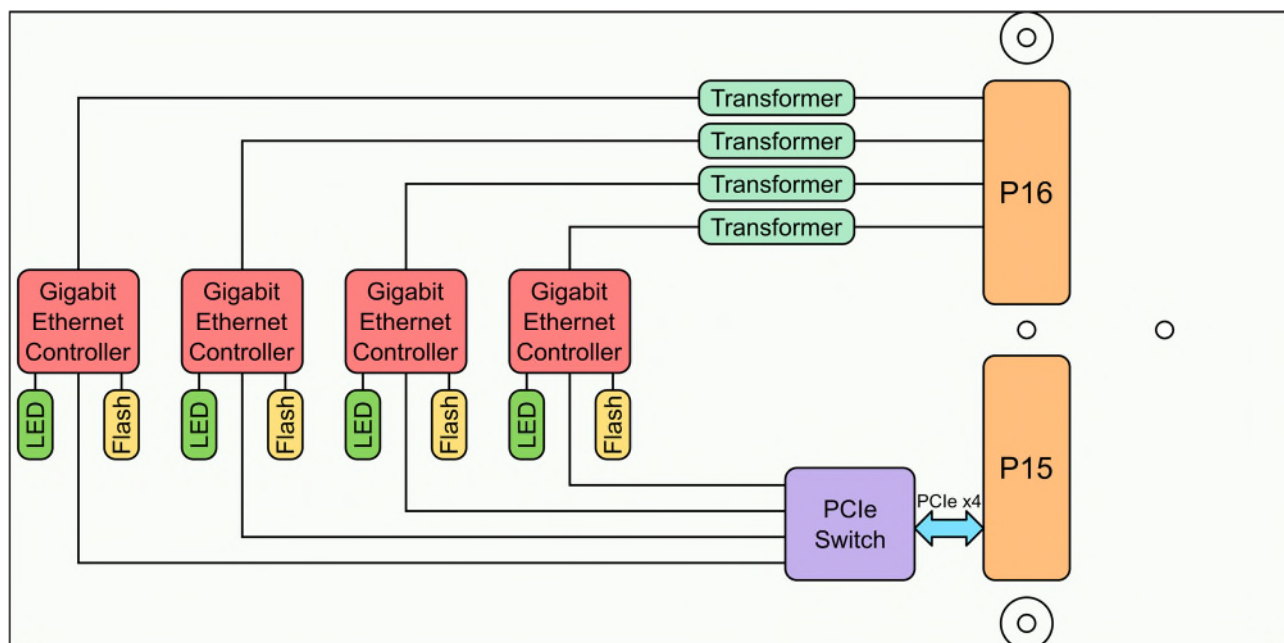 Transformer
Transformer
Transformer
Transformer
P16
Gigabit
Ethernet
Controller
Gigabit
Ethernet
Controller
Gigabit
Ethernet
Controller
Gigabit
Ethernet
Controller
LED
Flash
LED
Flash
LED
Flash
LED
Flash
PCIe
Switch
PCIe x4
P15